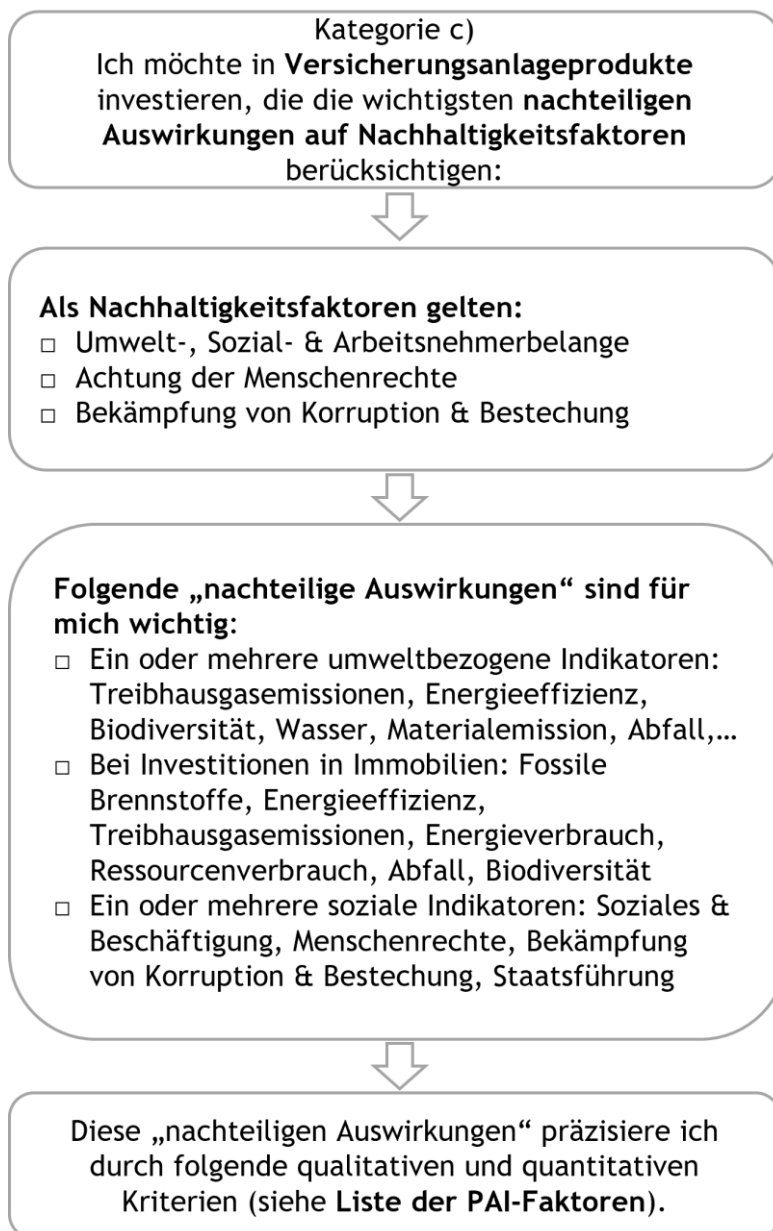 Kategorie c)
Ich möchte in Versicherungsanlageprodukte
investieren, die die wichtigsten nachteiligen
Auswirkungen auf Nachhaltigkeitsfaktoren
berücksichtigen:
Als Nachhaltigkeitsfaktoren gelten:
□ Umwelt-, Sozial- & Arbeitsnehmerbelange
□ Achtung der Menschenrechte
□ Bekämpfung von Korruption & Bestechung
Folgende „nachteilige Auswirkungen“ sind für
mich wichtig:
□ Ein oder mehrere umweltbezogene Indikatoren:
Treibhausgasemissionen, Energieeffizienz,
Biodiversität, Wasser, Materialemission, Abfall,…
□ Bei Investitionen in Immobilien: Fossile
Brennstoffe, Energieeffizienz,
Treibhausgasemissionen, Energieverbrauch,
Ressourcenverbrauch, Abfall, Biodiversität
□ Ein oder mehrere soziale Indikatoren: Soziales &
Beschäftigung, Menschenrechte, Bekämpfung
von Korruption & Bestechung, Staatsführung
Diese „nachteiligen Auswirkungen“ präzisiere ich
durch folgende qualitativen und quantitativen
Kriterien (siehe Liste der PAI-Faktoren).